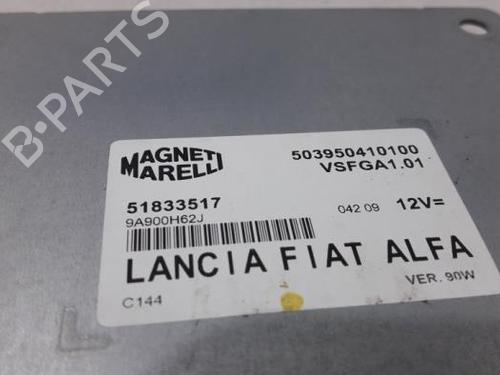 B-PARTS
MAGNETI
MARELLI
503950410100
VSFGA1.01
51833517
9A900H62J
042 09 12V=
LANCIA FIAT ALFA
C144
VER. 90W